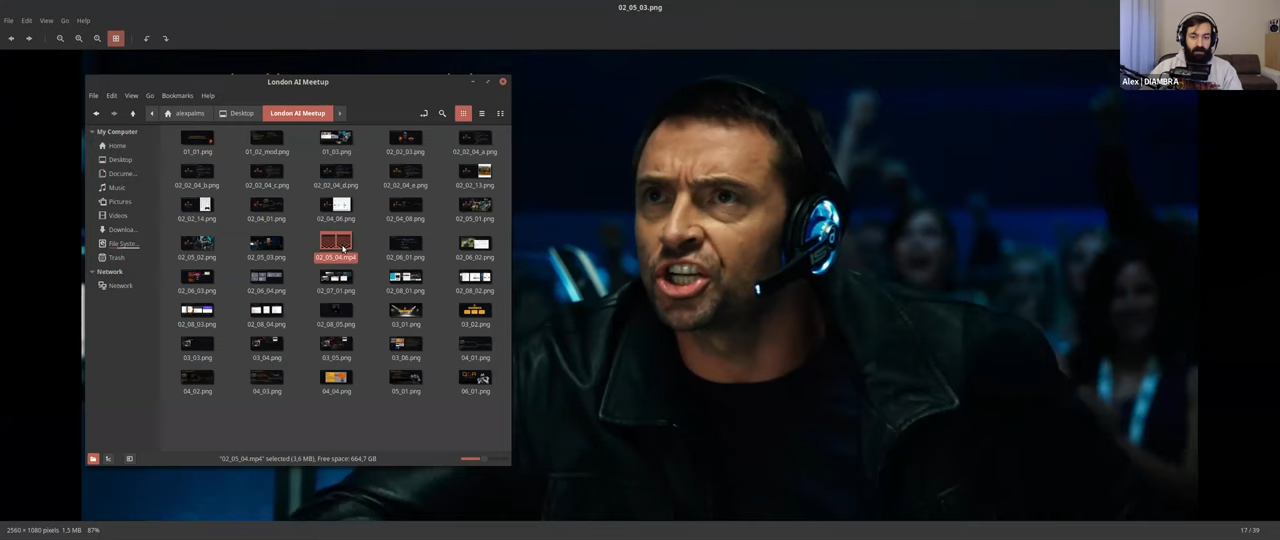 02_05_03.png
File Edit View Go Help
Alex | DIAMBRA
London AI Meetup
File Edit View Go Bookmarks Help
alexpalms Desktop London AI Meetup
My Computer
Home
Desktop
Docume...
Music
Pictures
Videos
Downloa...
File Syste...
Trash
Network
Network
01_01.png 01_02_mod.png 01_03.png 02_02_03.png 02_02_04_a.png
02_02_04_b.png 02_02_04_c.png 02_02_04_d.png 02_02_04_e.png 02_02_13.png
02_02_14.png 02_04_01.png 02_04_06.png 02_04_08.png 02_05_01.png
02_05_02.png 02_05_03.png 02_05_04.mp4 02_06_01.png 02_06_02.png
02_06_03.png 02_06_04.png 02_07_01.png 02_08_01.png 02_08_02.png
02_08_03.png 02_08_04.png 02_08_05.png 03_01.png 03_02.png
03_03.png 03_04.png 03_05.png 03_06.png 04_01.png
04_02.png 04_03.png 04_04.png 05_01.png 06_01.png
"02_05_04.mp4" selected (3,6 MB), Free space: 664,7 GB
2560 × 1080 pixels 1,5 MB 87%
17 / 39